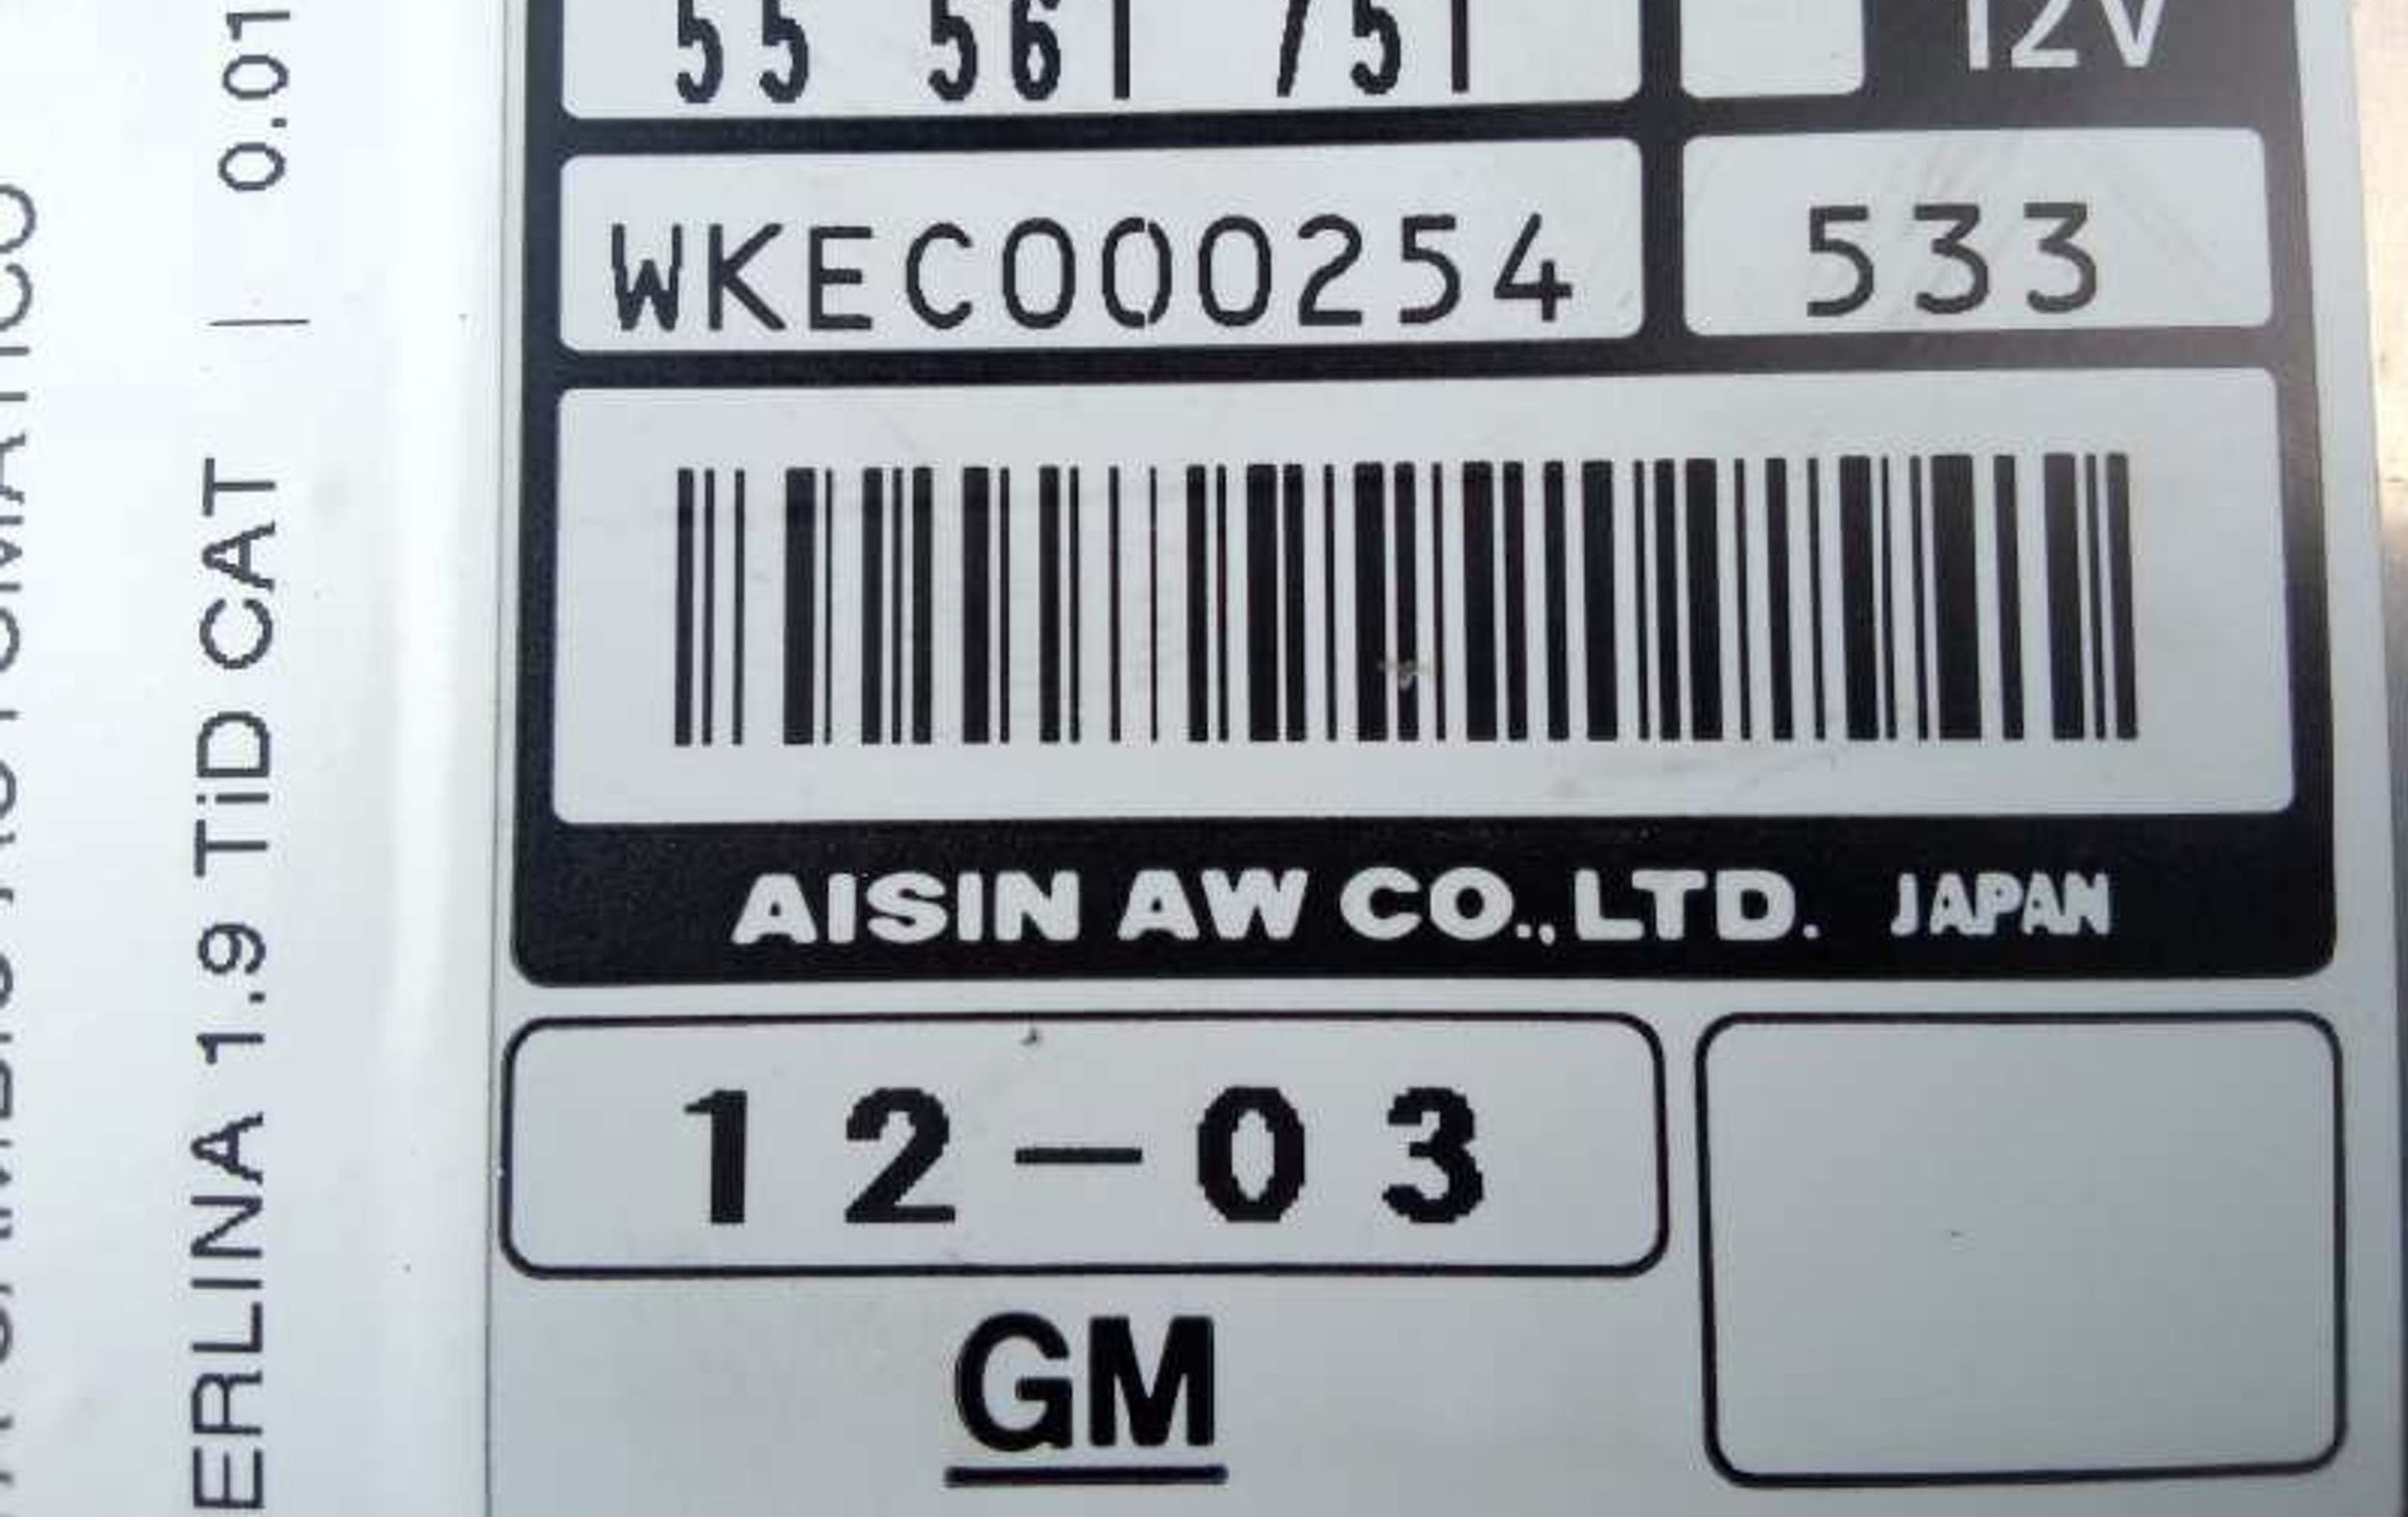 55 561 751
12V
WKEC000254
533
AISIN AW CO.,LTD. JAPAN
12-03
GM
ERLINA 1.9 TiD CAT | 0.01